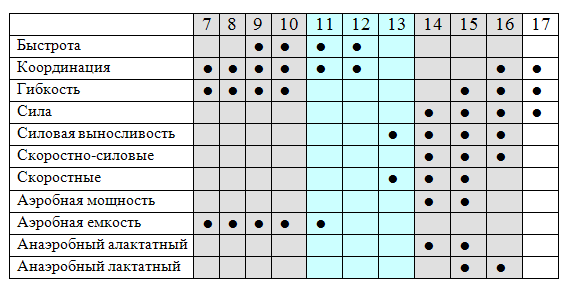 7 8 9 10 11 12 13 14 15 16 17
Быстрота ● ● ● ●
Координация ● ● ● ● ● ● ● ●
Гибкость ● ● ● ● ● ● ●
Сила ● ● ● ●
Силовая выносливость ● ● ● ●
Скоростно-силовые ● ● ●
Скоростные ● ● ●
Аэробная мощность ● ●
Аэробная емкость ● ● ● ● ●
Анаэробный алактатный ● ●
Анаэробный лактатный ● ●